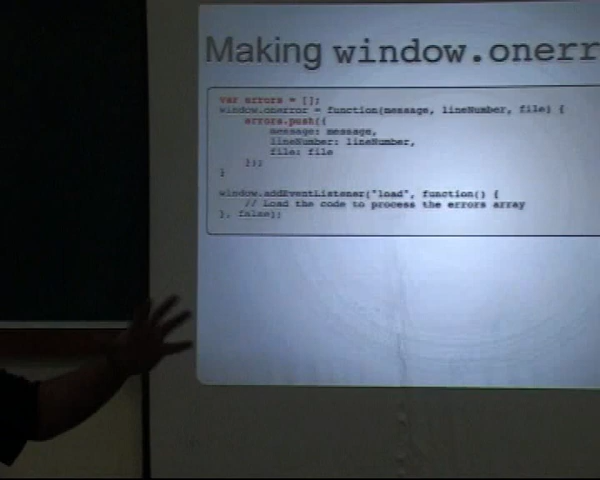 Making window.onerr
var errors = [];
window.onerror = function(message, lineNumber, file) {
errors.push({
message: message,
lineNumber: lineNumber,
file: file
});
}
window.addEventListener("load", function() {
// Load the code to process the errors array
}, false);